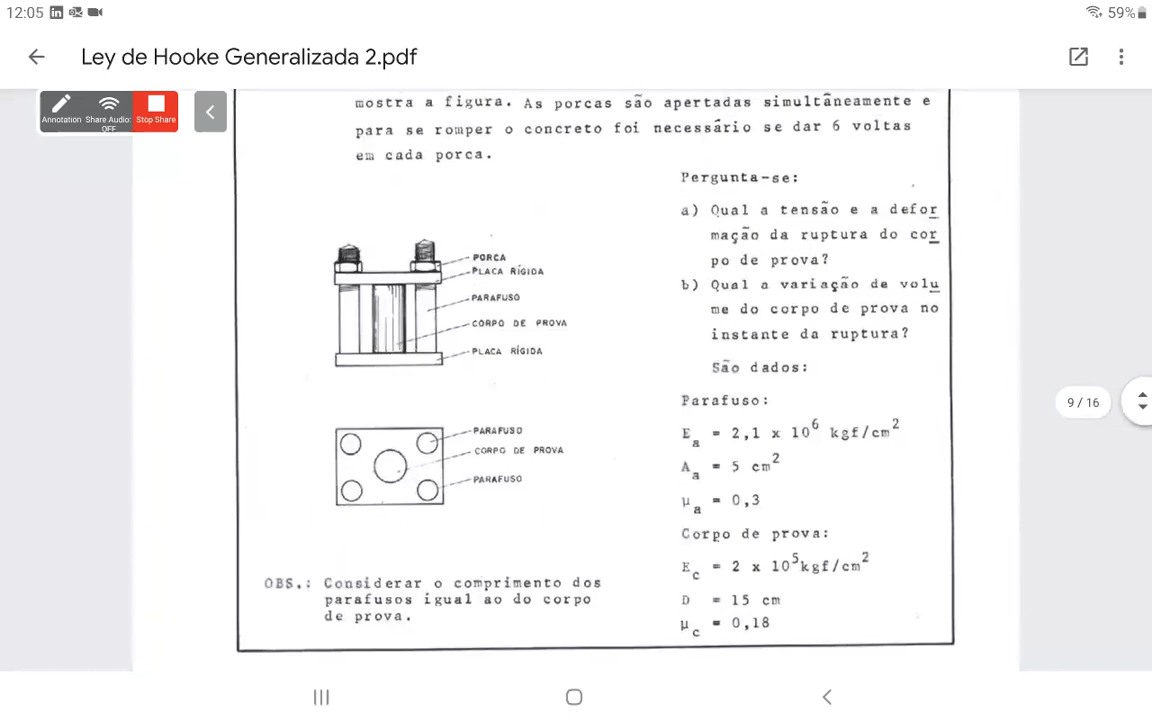 12:05
59%
Ley de Hooke Generalizada 2.pdf
Annotation Share Audio: OFF Stop Share
mostra a figura. As porcas são apertadas simultâneamente e
para se romper o concreto foi necessário se dar 6 voltas
em cada porca.
Pergunta-se:
a) Qual a tensão e a defor
mação da ruptura do cor
po de prova?
b) Qual a variação de volu
me do corpo de prova no
instante da ruptura?
São dados:
PORCA
PLACA RÍGIDA
PARAFUSO
CORPO DE PROVA
PLACA RÍGIDA
Parafuso:
E_a = 2,1 x 10^6 kgf/cm^2
A_a = 5 cm^2
μ_a = 0,3
Corpo de prova:
E_c = 2 x 10^5 kgf/cm^2
D = 15 cm
μ_c = 0,18
PARAFUSO
CORPO DE PROVA
PARAFUSO
OBS.: Considerar o comprimento dos
parafusos igual ao do corpo
de prova.
9 / 16